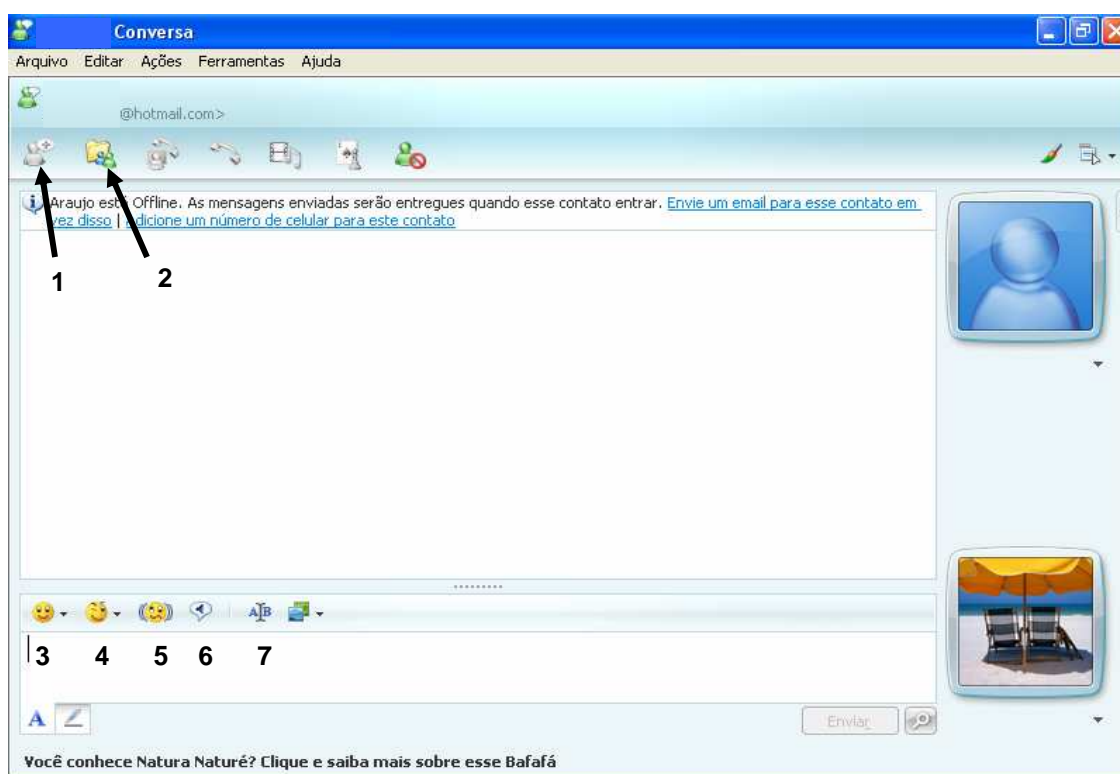 Conversa
Arquivo Editar Ações Ferramentas Ajuda
@hotmail.com>
Araujo está Offline. As mensagens enviadas serão entregues quando esse contato entrar. Envie um email para esse contato em
vez disso | Adicione um número de celular para este contato
1 2
AB
3 4 5 6 7
A
Enviar
Você conhece Natura Naturé? Clique e saiba mais sobre esse Bafafá